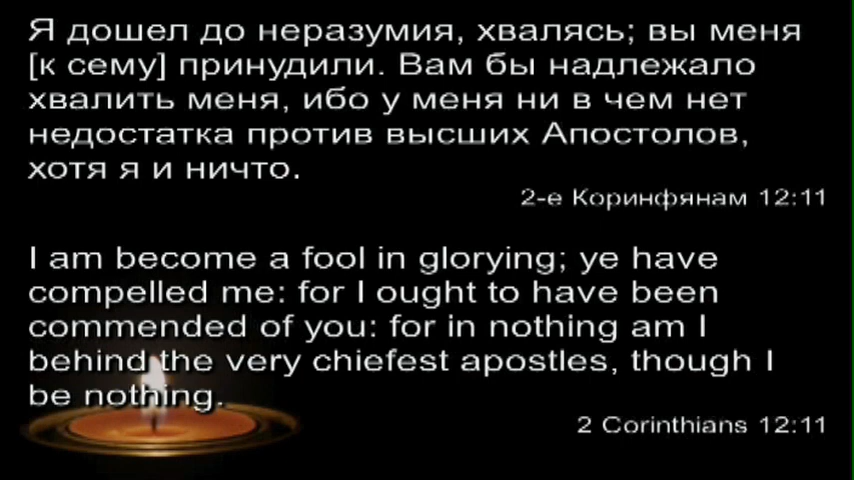 Я дошел до неразумия, хвалясь; вы меня
[к сему] принудили. Вам бы надлежало
хвалить меня, ибо у меня ни в чем нет
недостатка против высших Апостолов,
хотя я и ничто.
2-е Коринфянам 12:11
I am become a fool in glorying; ye have
compelled me: for I ought to have been
commended of you: for in nothing am I
behind the very chiefest apostles, though I
be nothing.
2 Corinthians 12:11